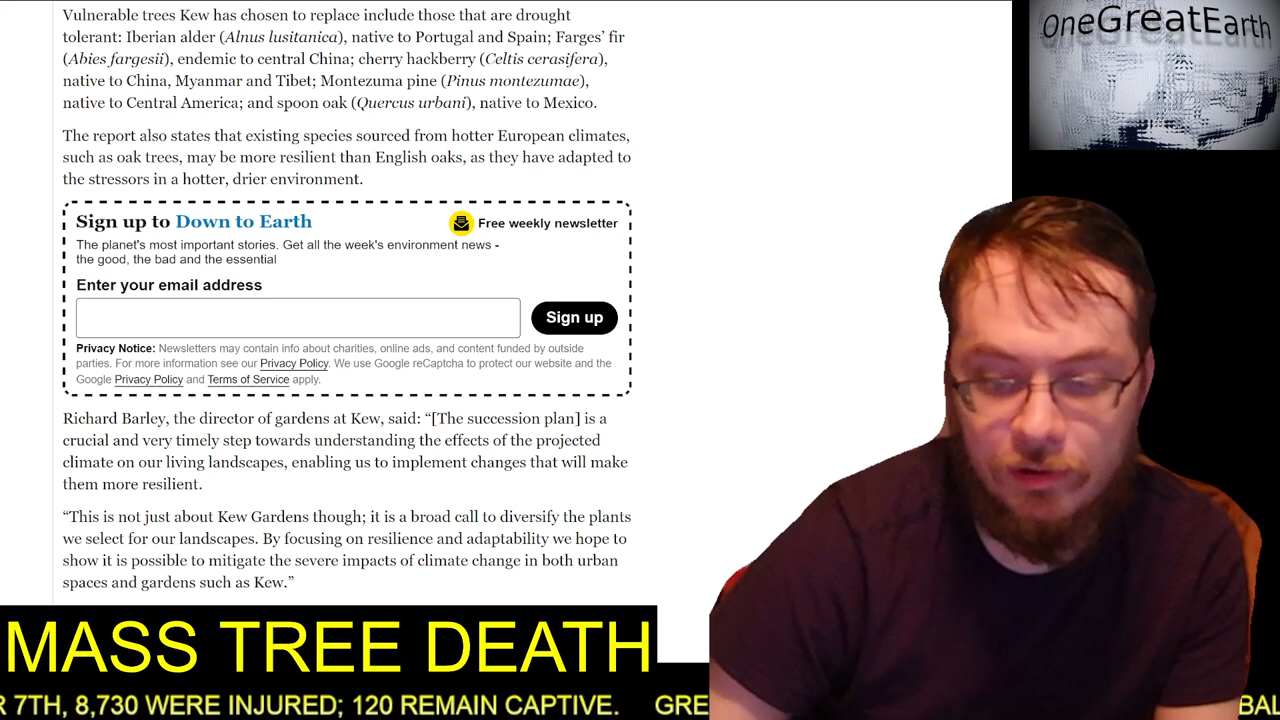 Vulnerable trees Kew has chosen to replace include those that are drought
tolerant: Iberian alder (Alnus lusitanica), native to Portugal and Spain; Farges’ fir
(Abies fargesii), endemic to central China; cherry hackberry (Celtis cerasifera),
native to China, Myanmar and Tibet; Montezuma pine (Pinus montezumae),
native to Central America; and spoon oak (Quercus urbani), native to Mexico.
The report also states that existing species sourced from hotter European climates,
such as oak trees, may be more resilient than English oaks, as they have adapted to
the stressors in a hotter, drier environment.
Sign up to Down to Earth
Free weekly newsletter
The planet's most important stories. Get all the week's environment news -
the good, the bad and the essential
Enter your email address
Sign up
Privacy Notice: Newsletters may contain info about charities, online ads, and content funded by outside
parties. For more information see our Privacy Policy. We use Google reCaptcha to protect our website and the
Google Privacy Policy and Terms of Service apply.
Richard Barley, the director of gardens at Kew, said: “[The succession plan] is a
crucial and very timely step towards understanding the effects of the projected
climate on our living landscapes, enabling us to implement changes that will make
them more resilient.
“This is not just about Kew Gardens though; it is a broad call to diversify the plants
we select for our landscapes. By focusing on resilience and adaptability we hope to
show it is possible to mitigate the severe impacts of climate change in both urban
spaces and gardens such as Kew.”
OneGreatEarth
MASS TREE DEATH
R 7TH, 8,730 WERE INJURED; 120 REMAIN CAPTIVE. GRE
BAL